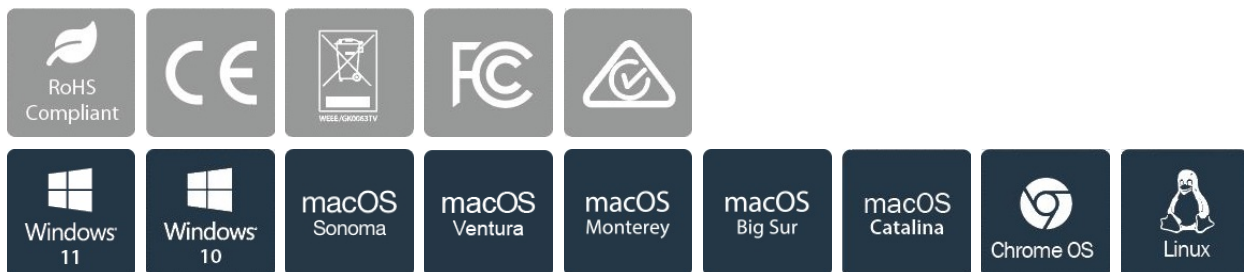 RoHS
Compliant
CE
WEEE/GK0063TV
FC
Windows
11
Windows
10
macOS
Sonoma
macOS
Ventura
macOS
Monterey
macOS
Big Sur
macOS
Catalina
Chrome OS
Linux